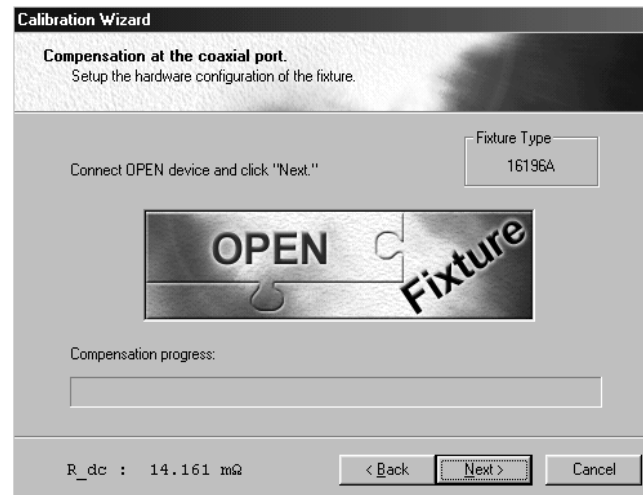 Calibration Wizard
Compensation at the coaxial port.
Setup the hardware configuration of the fixture.
Fixture Type
16196A
Connect OPEN device and click "Next."
OPEN
Fixture
Compensation progress:
R_dc : 14.161 mΩ
< Back
Next >
Cancel